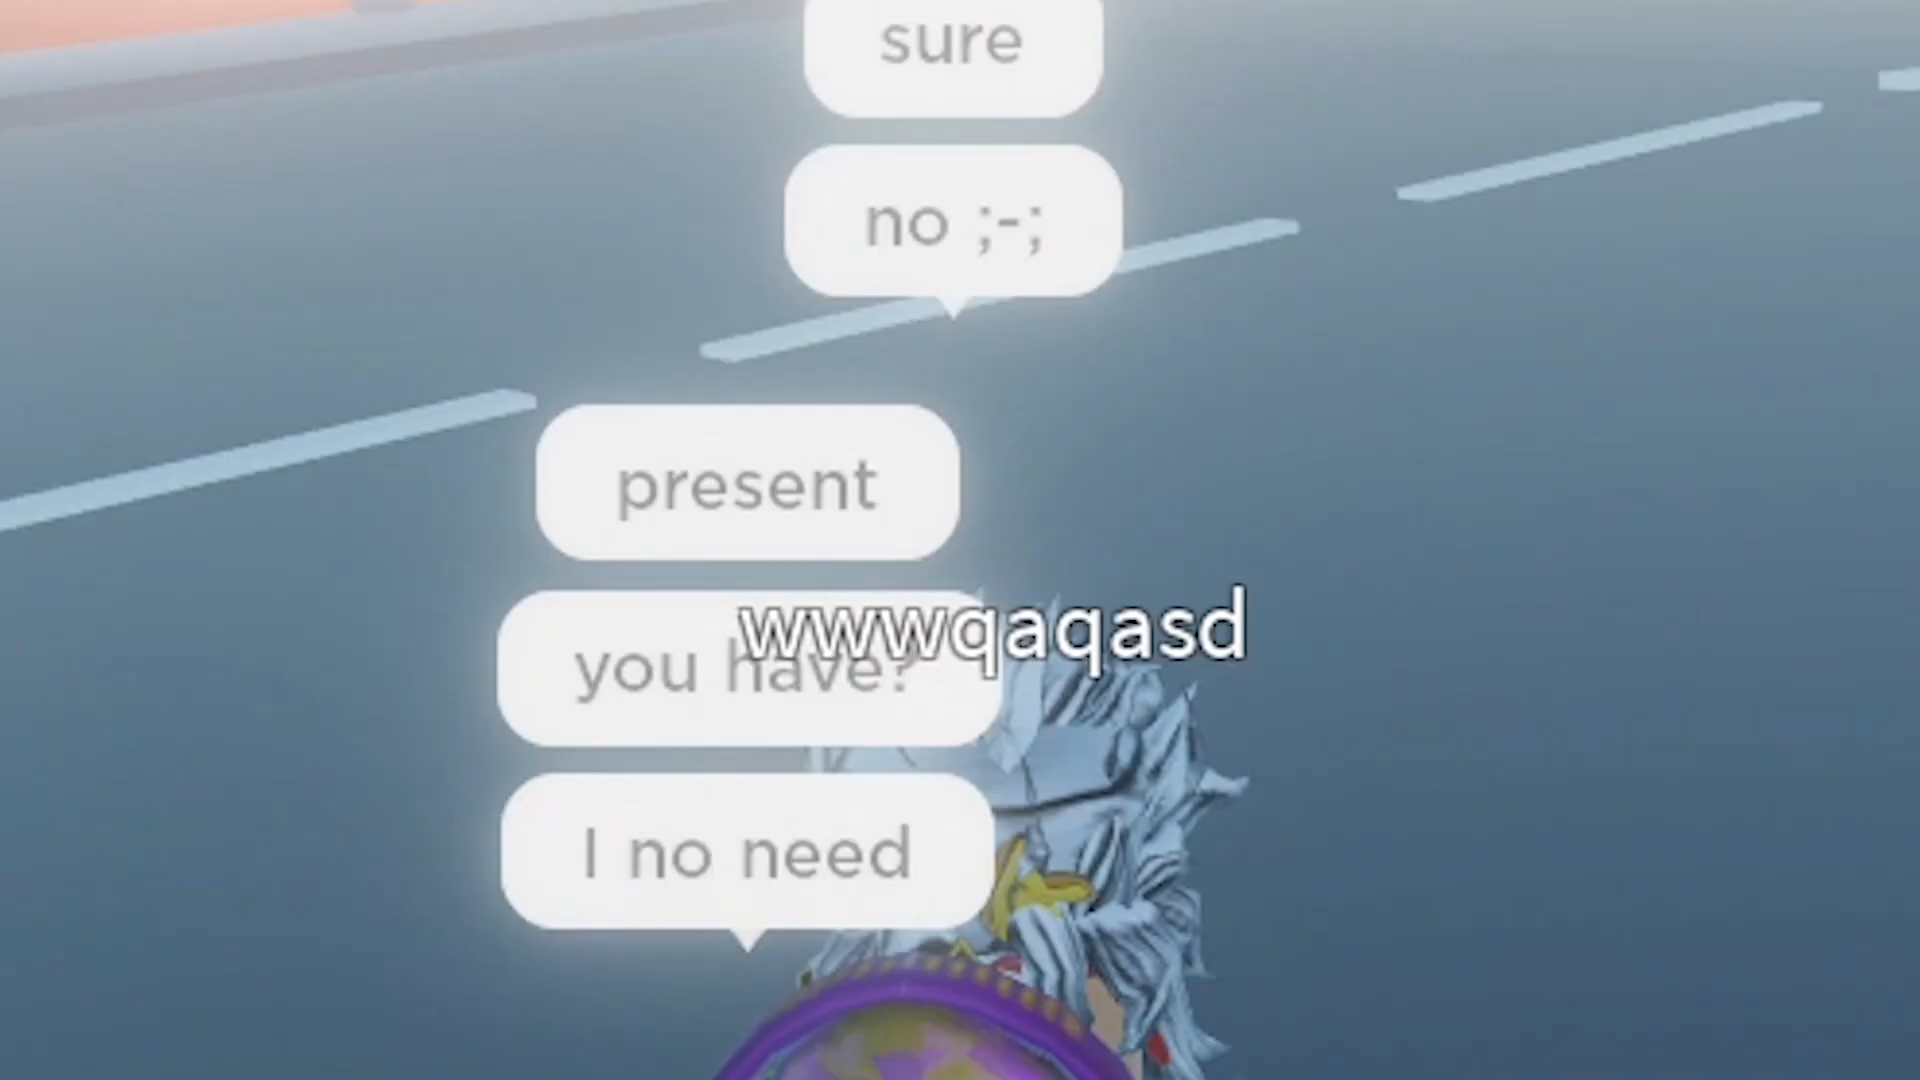 sure
no ;-;
present
wwwqaqasd
you have?
I no need